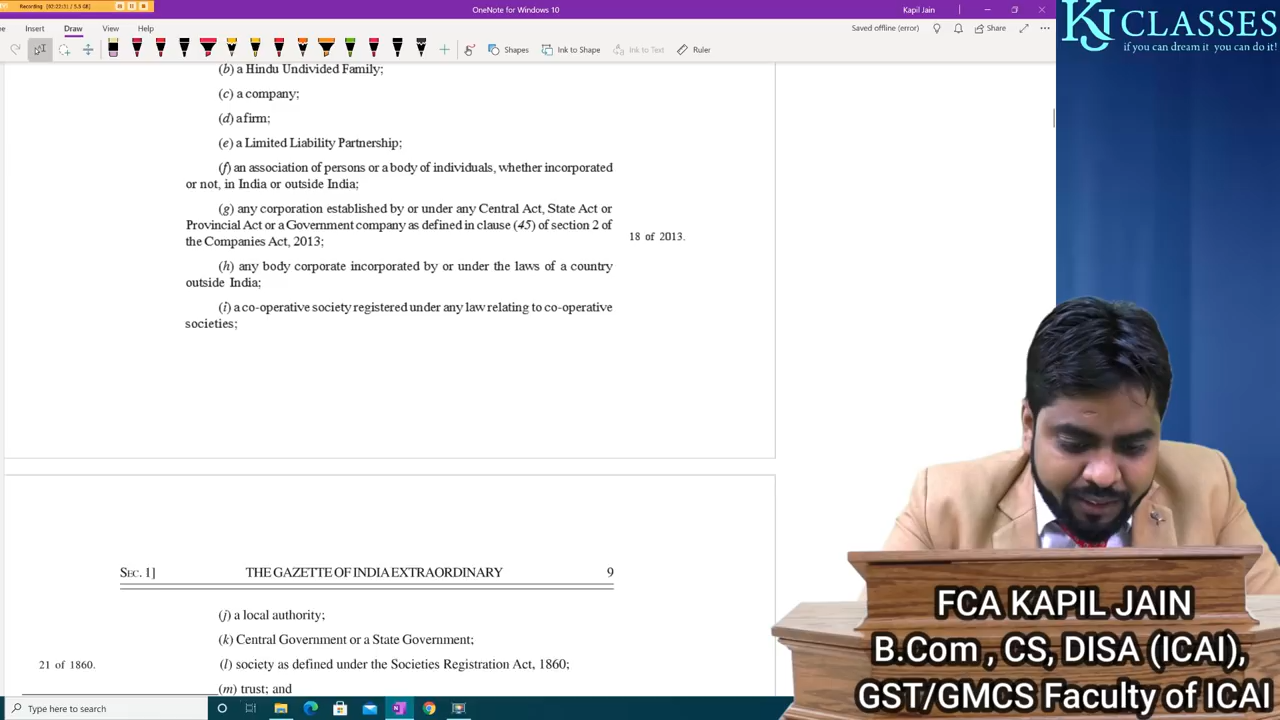 Recording [02:22:31 / 5.5 GB]
OneNote for Windows 10
Kapil Jain
Insert Draw View Help
Saved offline (error)
Share
Shapes Ink to Shape Ink to Text Ruler
KJ CLASSES
if you can dream it you can do it!
(b) a Hindu Undivided Family;
(c) a company;
(d) a firm;
(e) a Limited Liability Partnership;
(f) an association of persons or a body of individuals, whether incorporated
or not, in India or outside India;
(g) any corporation established by or under any Central Act, State Act or
Provincial Act or a Government company as defined in clause (45) of section 2 of
the Companies Act, 2013;
18 of 2013.
(h) any body corporate incorporated by or under the laws of a country
outside India;
(i) a co-operative society registered under any law relating to co-operative
societies;
SEC. 1] THE GAZETTE OF INDIA EXTRAORDINARY 9
(j) a local authority;
(k) Central Government or a State Government;
21 of 1860.
(l) society as defined under the Societies Registration Act, 1860;
(m) trust; and
Type here to search
FCA KAPIL JAIN
B.Com , CS, DISA (ICAI),
GST/GMCS Faculty of ICAI